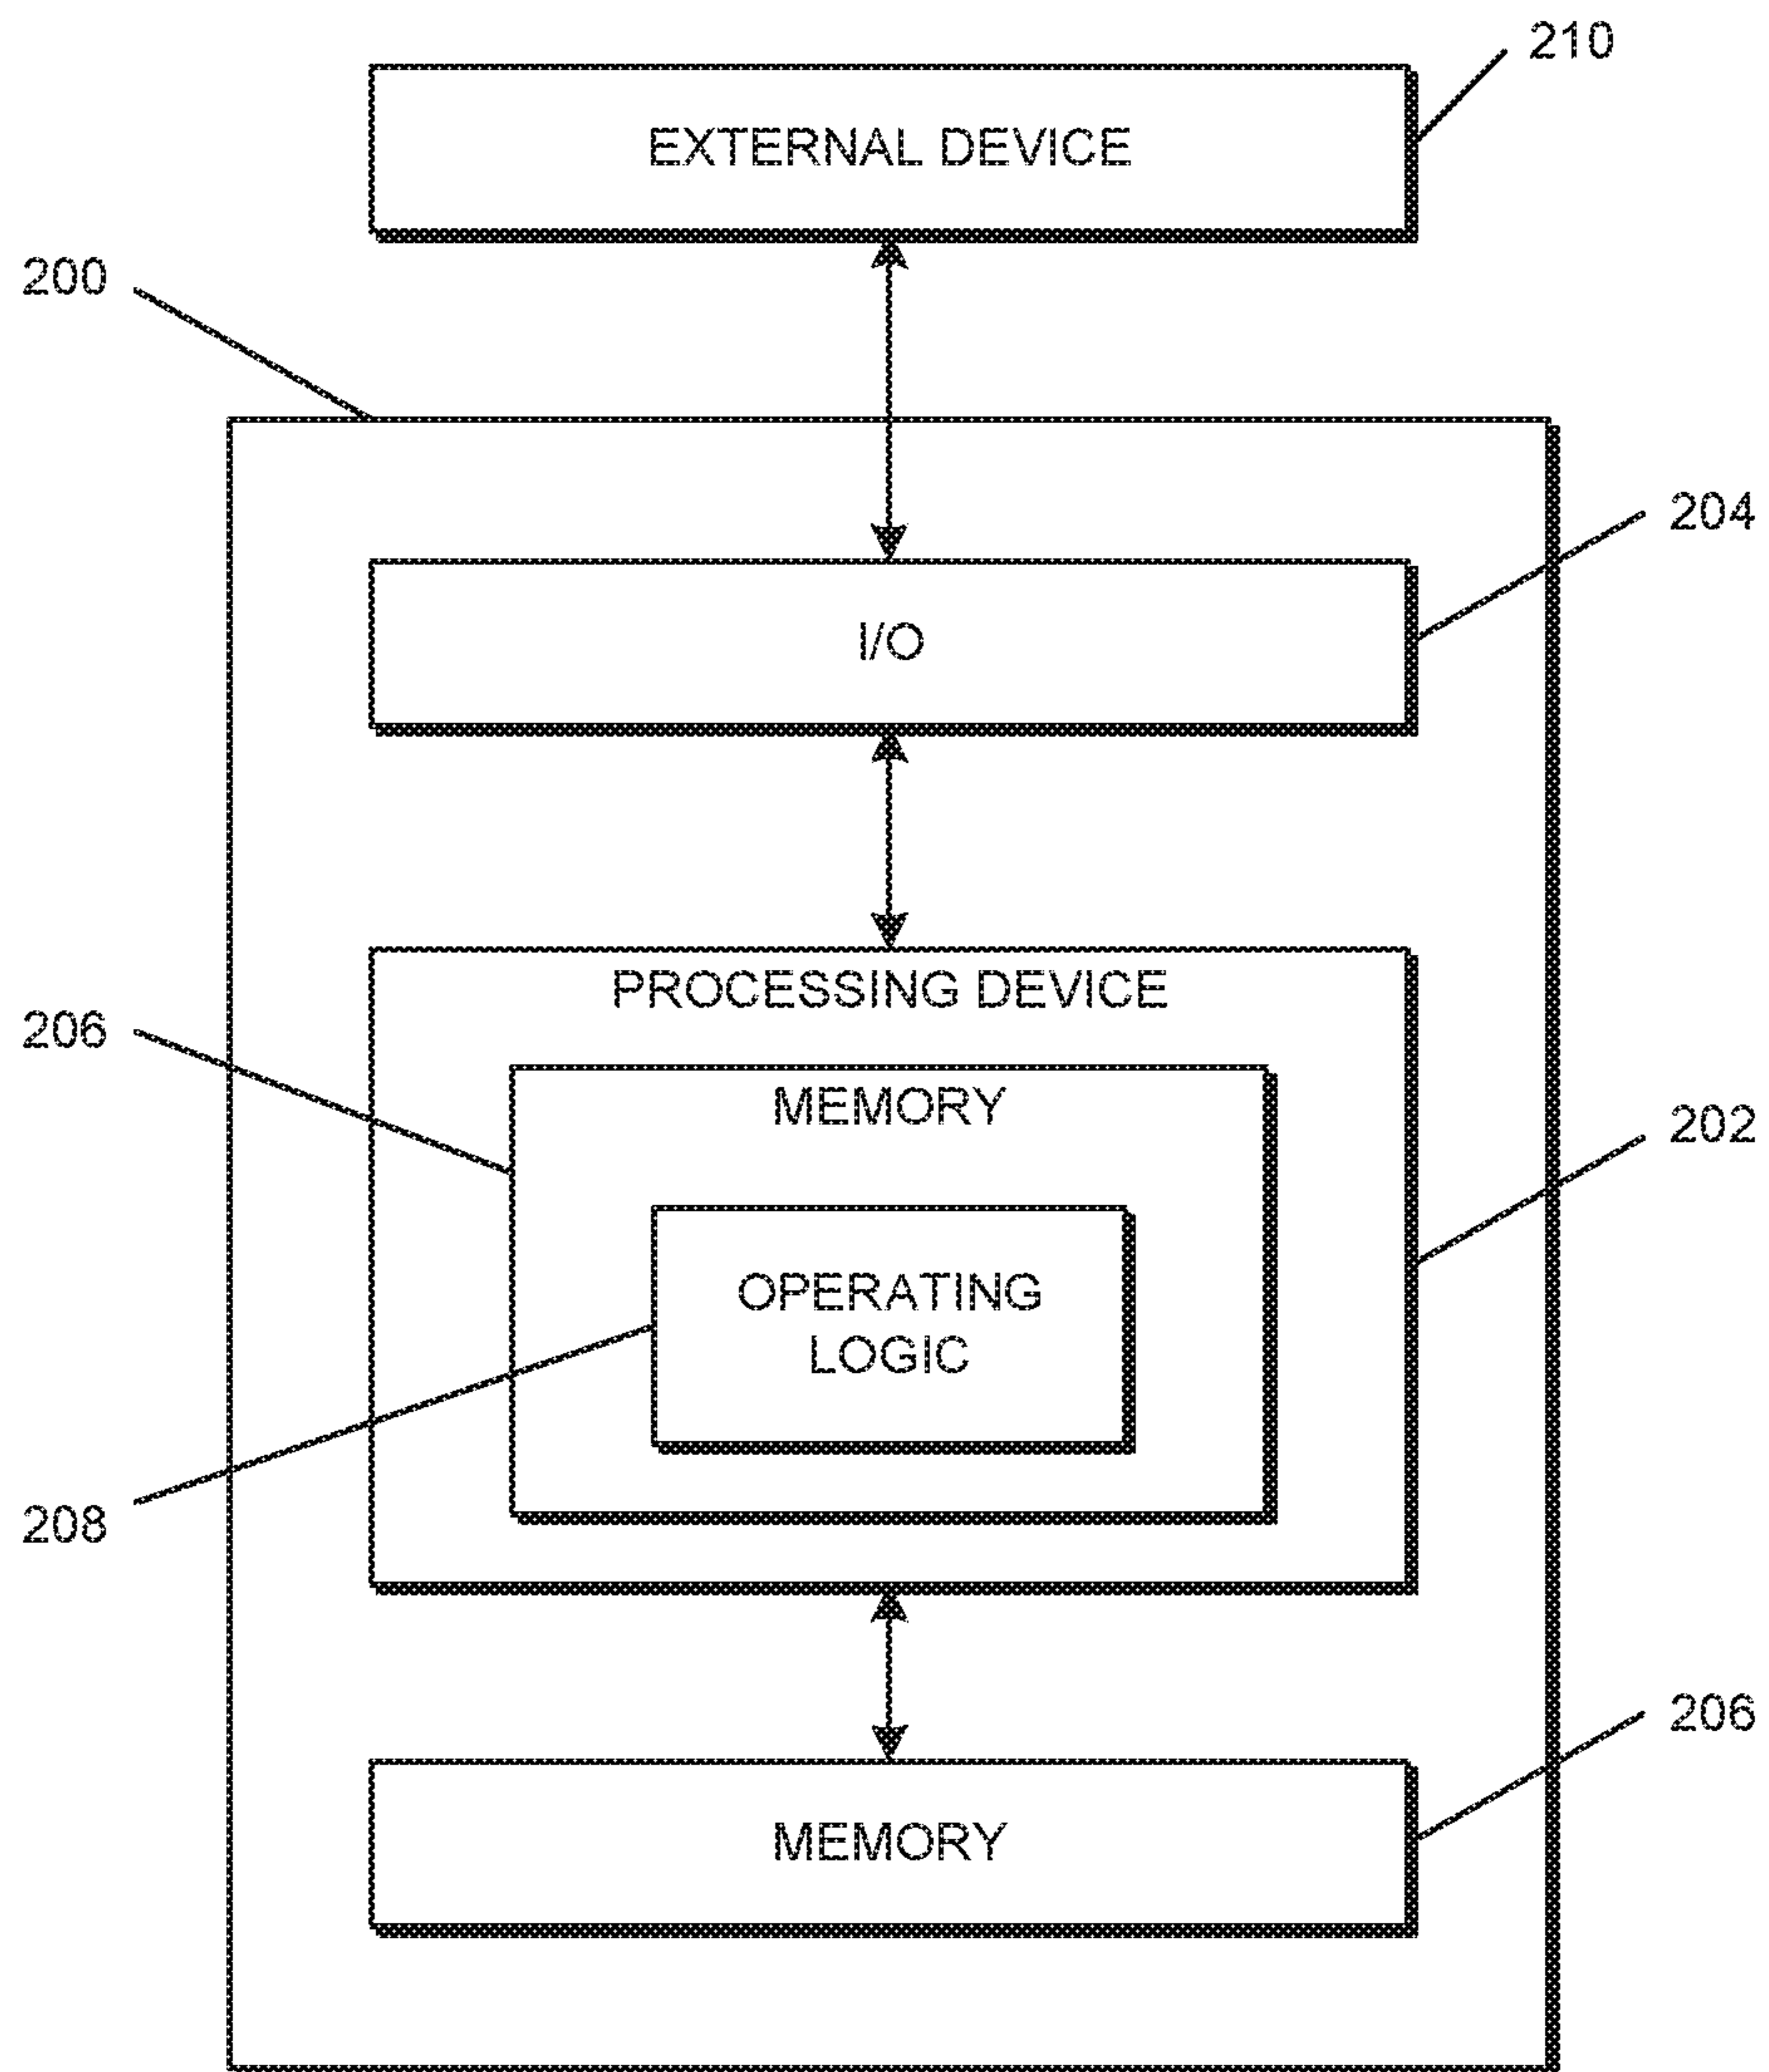 210
EXTERNAL DEVICE
200
204
I/O
PROCESSING DEVICE
206
MEMORY
202
OPERATING
LOGIC
208
206
MEMORY